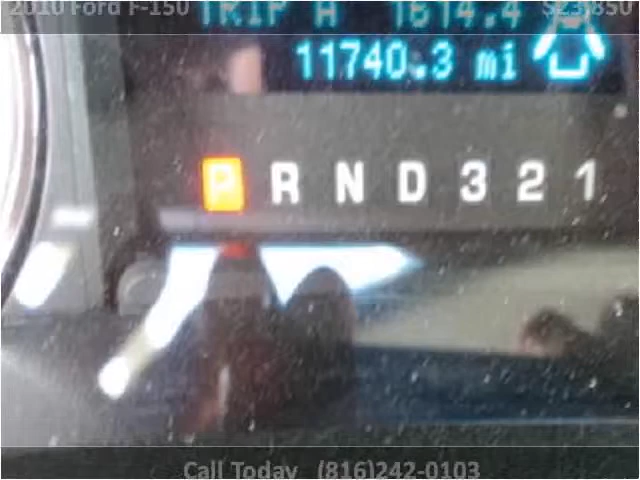 2010 Ford F-150 $23,850
TRIP A 1614.4
11740.3 mi
P R N D 3 2 1
Call Today (816)242-0103